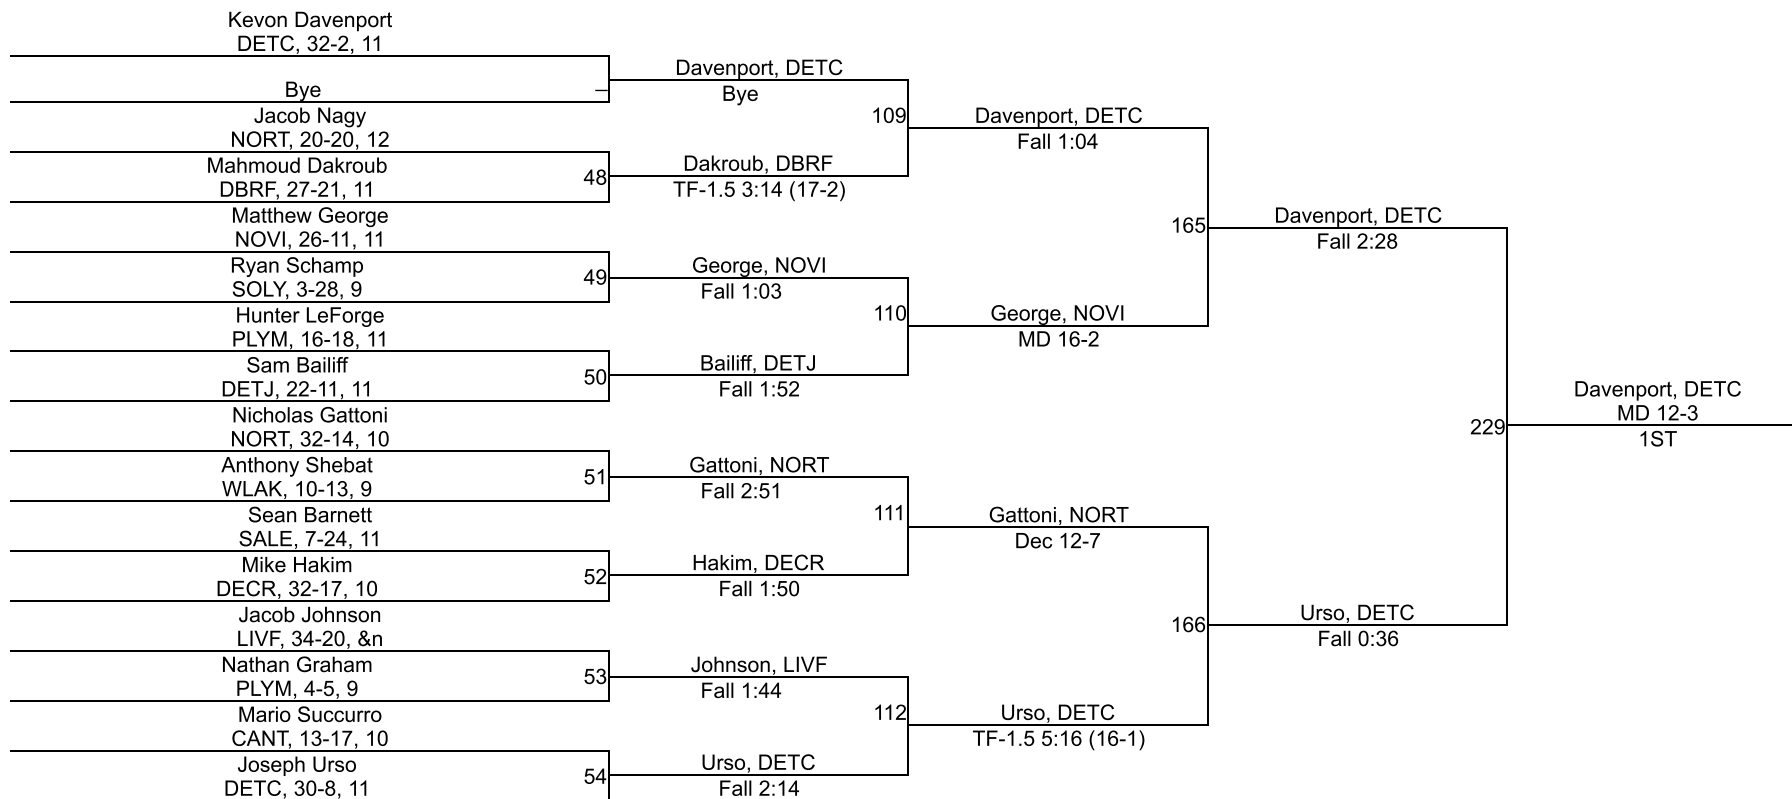 Kevon Davenport
DETC, 32-2, 11
Bye
Jacob Nagy
NORT, 20-20, 12
Mahmoud Dakroub
DBRF, 27-21, 11
Matthew George
NOVI, 26-11, 11
Ryan Schamp
SOLY, 3-28, 9
Hunter LeForge
PLYM, 16-18, 11
Sam Bailiff
DETJ, 22-11, 11
Nicholas Gattoni
NORT, 32-14, 10
Anthony Shebat
WLAK, 10-13, 9
Sean Barnett
SALE, 7-24, 11
Mike Hakim
DECR, 32-17, 10
Jacob Johnson
LIVF, 34-20, &n
Nathan Graham
PLYM, 4-5, 9
Mario Succurro
CANT, 13-17, 10
Joseph Urso
DETC, 30-8, 11
–
48
49
50
51
52
53
54
Davenport, DETC
Bye
Dakroub, DBRF
TF-1.5 3:14 (17-2)
George, NOVI
Fall 1:03
Bailiff, DETJ
Fall 1:52
Gattoni, NORT
Fall 2:51
Hakim, DECR
Fall 1:50
Johnson, LIVF
Fall 1:44
Urso, DETC
Fall 2:14
109
110
111
112
Davenport, DETC
Fall 1:04
George, NOVI
MD 16-2
Gattoni, NORT
Dec 12-7
Urso, DETC
TF-1.5 5:16 (16-1)
165
166
Davenport, DETC
Fall 2:28
Urso, DETC
Fall 0:36
229
Davenport, DETC
MD 12-3
1ST